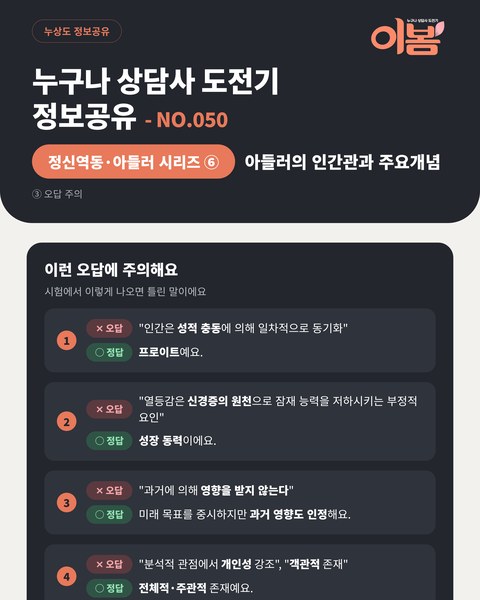 누상도 정보공유
누구나 상담사 도전기
이봄
누구나 상담사 도전기
정보공유 - NO.050
정신역동·아들러 시리즈 ⑥ 아들러의 인간관과 주요개념
③ 오답 주의
이런 오답에 주의해요
시험에서 이렇게 나오면 틀린 말이에요
1
× 오답 "인간은 성적 충동에 의해 일차적으로 동기화"
○ 정답 프로이트예요.
2
× 오답 "열등감은 신경증의 원천으로 잠재 능력을 저하시키는 부정적
요인"
○ 정답 성장 동력이에요.
3
× 오답 "과거에 의해 영향을 받지 않는다"
○ 정답 미래 목표를 중시하지만 과거 영향도 인정해요.
4
× 오답 "분석적 관점에서 개인성 강조", "객관적 존재"
○ 정답 전체적·주관적 존재예요.